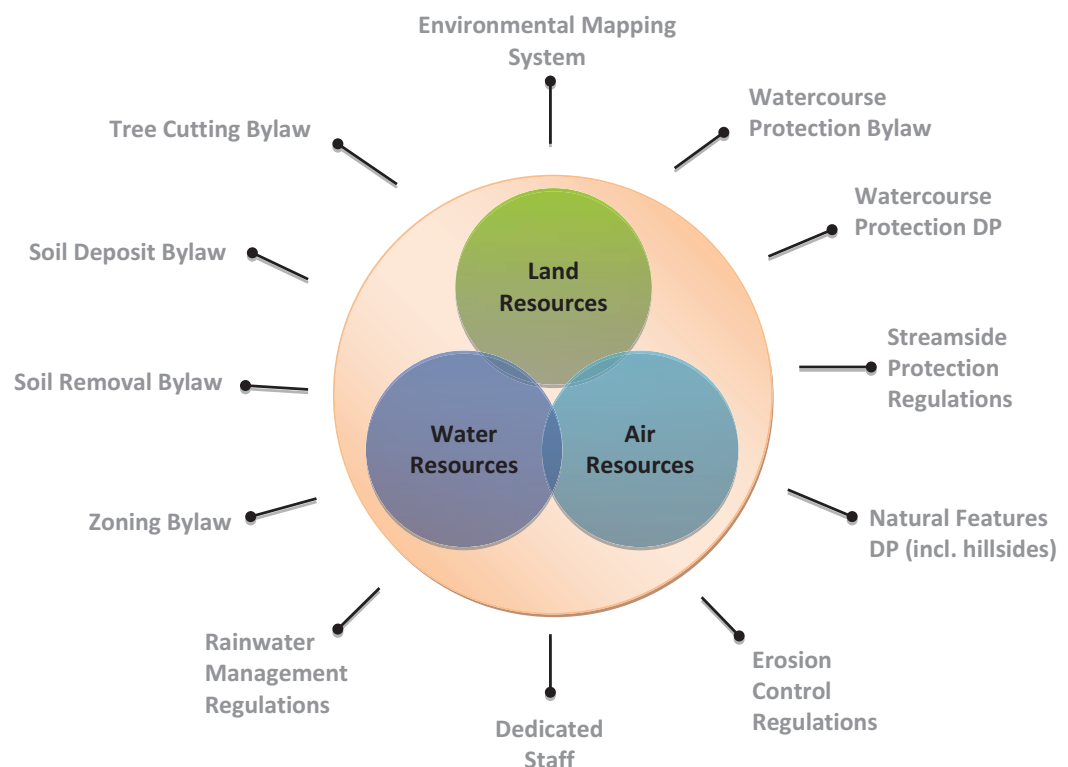 Environmental Mapping
System
Watercourse
Protection Bylaw
Tree Cutting Bylaw
Watercourse
Protection DP
Soil Deposit Bylaw
Land
Resources
Streamside
Protection
Regulations
Soil Removal Bylaw
Water
Resources
Air
Resources
Zoning Bylaw
Natural Features
DP (incl. hillsides)
Rainwater
Management
Regulations
Erosion
Control
Regulations
Dedicated
Staff